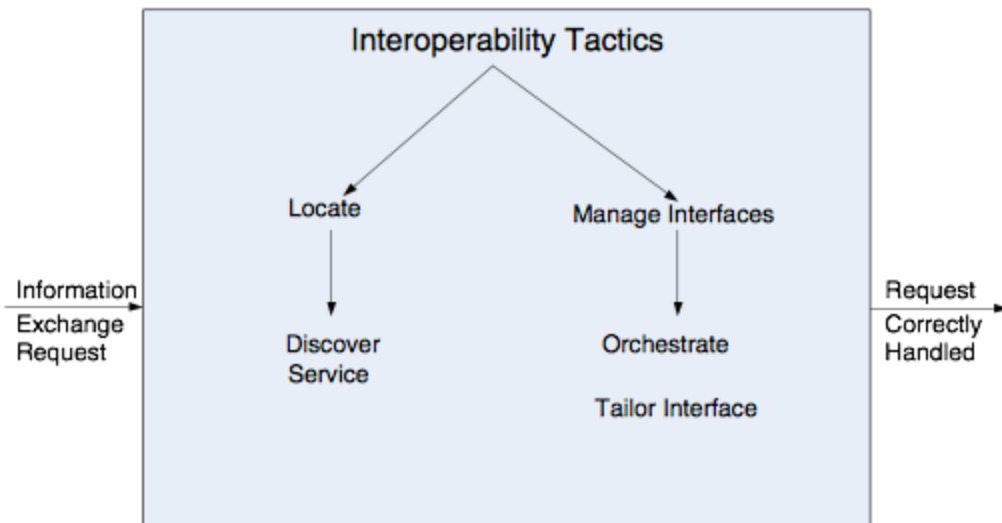 Interoperability Tactics
Locate
Manage Interfaces
Information
Exchange
Request
Discover
Service
Orchestrate
Tailor Interface
Request
Correctly
Handled